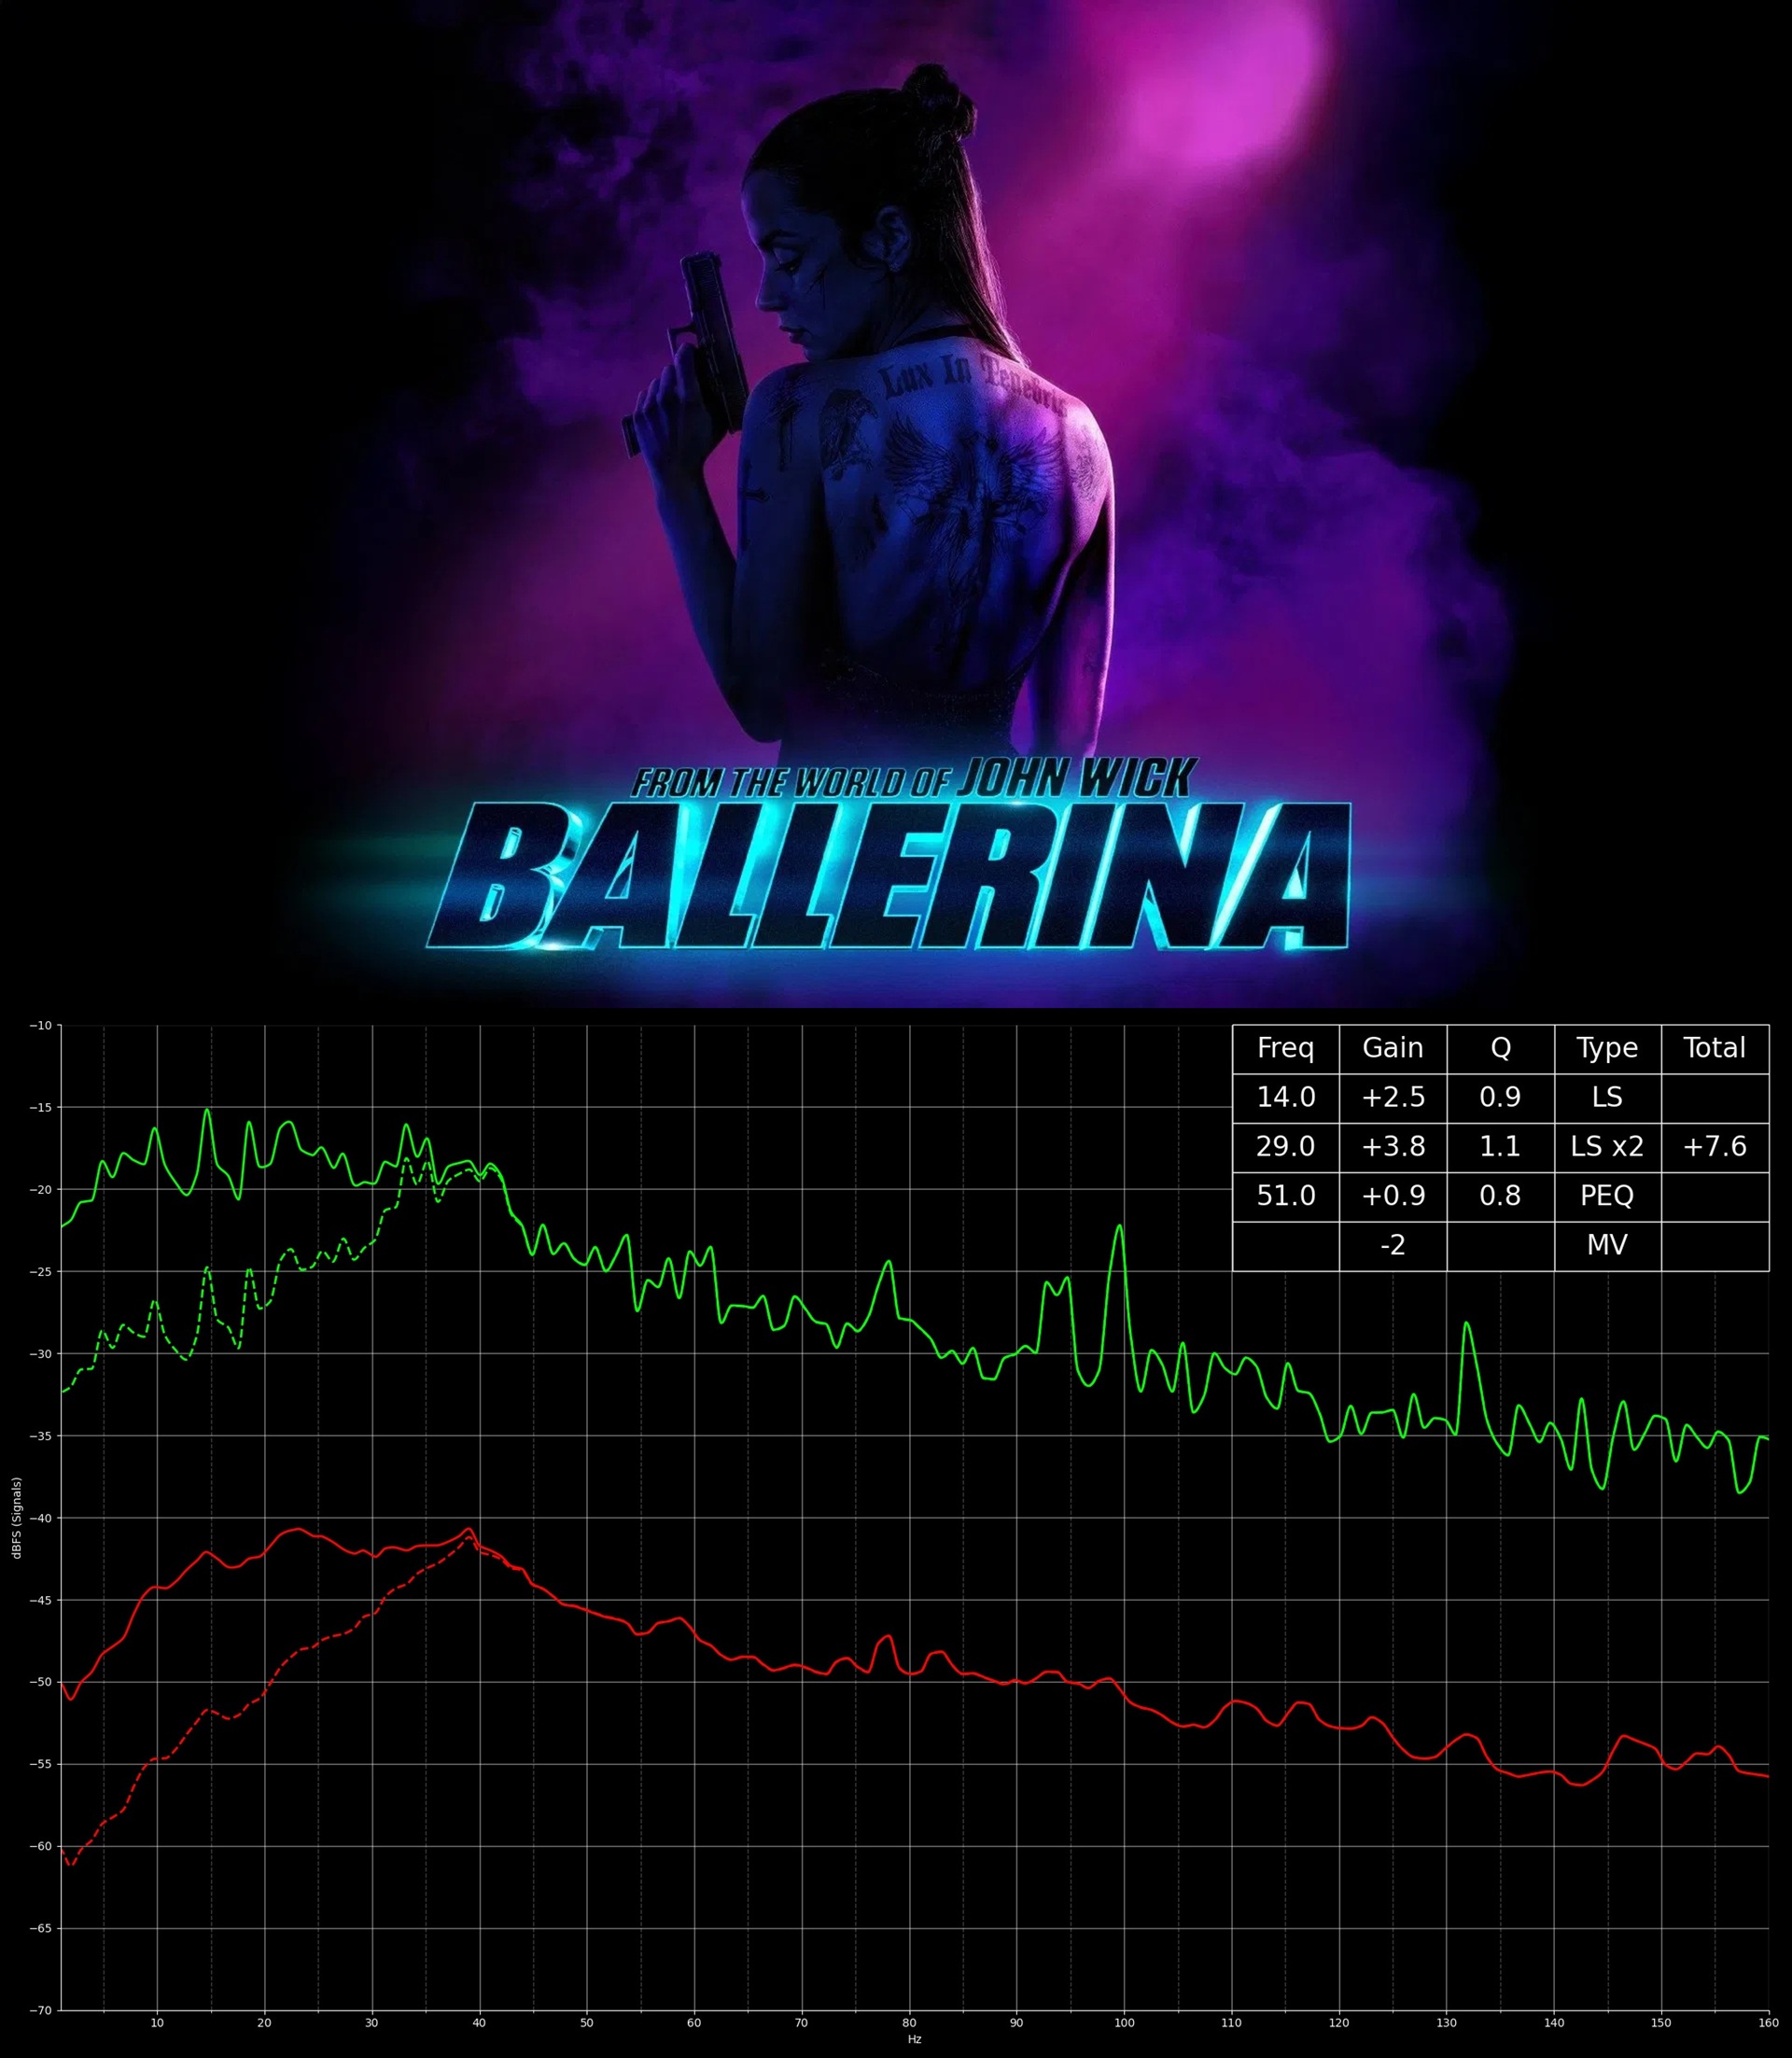 Lux In Tenebris
FROM THE WORLD OF JOHN WICK
BALLERINA
Freq Gain Q Type Total
14.0 +2.5 0.9 LS
29.0 +3.8 1.1 LS x2 +7.6
51.0 +0.9 0.8 PEQ
-2 MV
−10
−15
−20
−25
−30
−35
−40
−45
−50
−55
−60
−65
−70
dBFS (Signals)
10 20 30 40 50 60 70 80 90 100 110 120 130 140 150 160
Hz